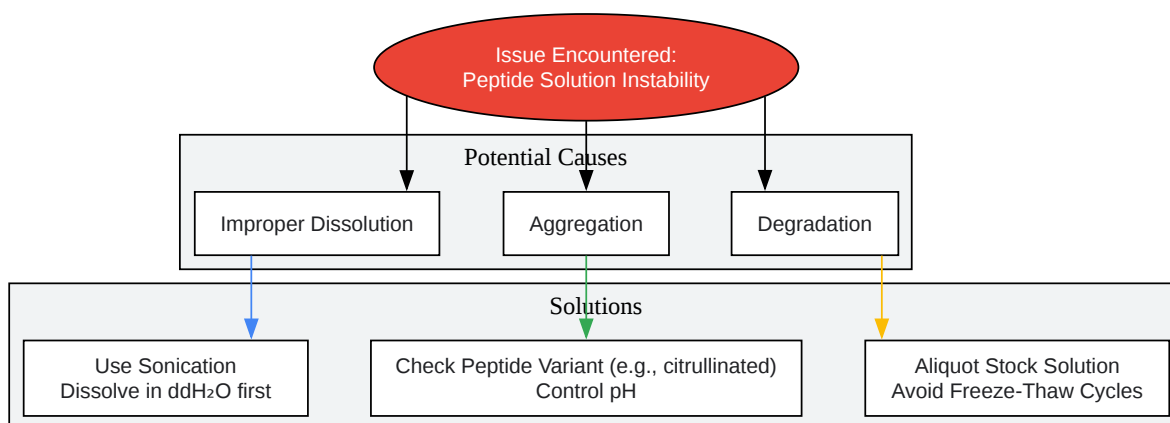 Issue Encountered:
Peptide Solution Instability
Potential Causes
Improper Dissolution
Aggregation
Degradation
Solutions
Use Sonication
Dissolve in ddH₂O first
Check Peptide Variant (e.g., citrullinated)
Control pH
Aliquot Stock Solution
Avoid Freeze-Thaw Cycles